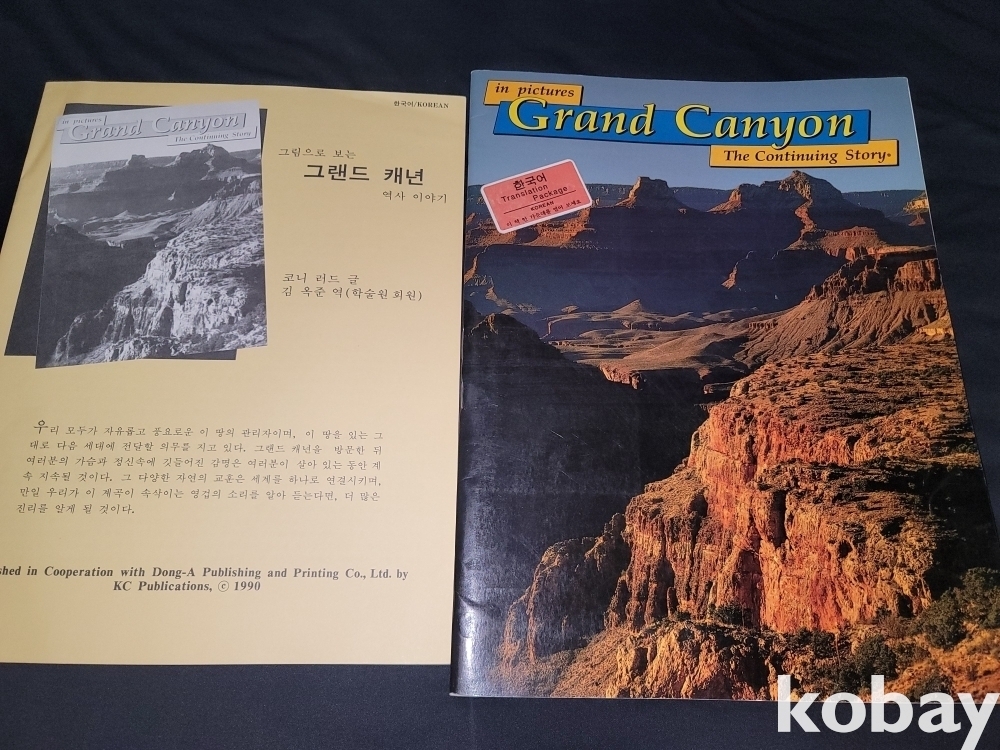 한국어/KOREAN
in pictures
Grand Canyon
The Continuing Story
그림으로 보는
그랜드 캐년
역사 이야기
코니 러드 글
김 옥준 역(학술원 회원)
우리 모두가 자유롭고 풍요로운 이 땅의 관리자이며, 이 땅을 있는 그
대로 다음 세대에 전달할 의무를 지고 있다. 그랜드 캐년을 방문한 뒤
여러분의 가슴과 정신속에 깃들어진 감명은 여러분이 살아 있는 동안 계
속 지속될 것이다. 그 다양한 자연의 교훈은 세계를 하나로 연결시키며,
만일 우리가 이 계곡이 속삭이는 영겁의 소리를 알아 듣는다면, 더 많은
진리를 알게 될 것이다.
shed in Cooperation with Dong-A Publishing and Printing Co., Ltd. by
KC Publications, © 1990
in pictures
Grand Canyon
The Continuing Story®
한국어
Translation
Package
KOREAN
kobay